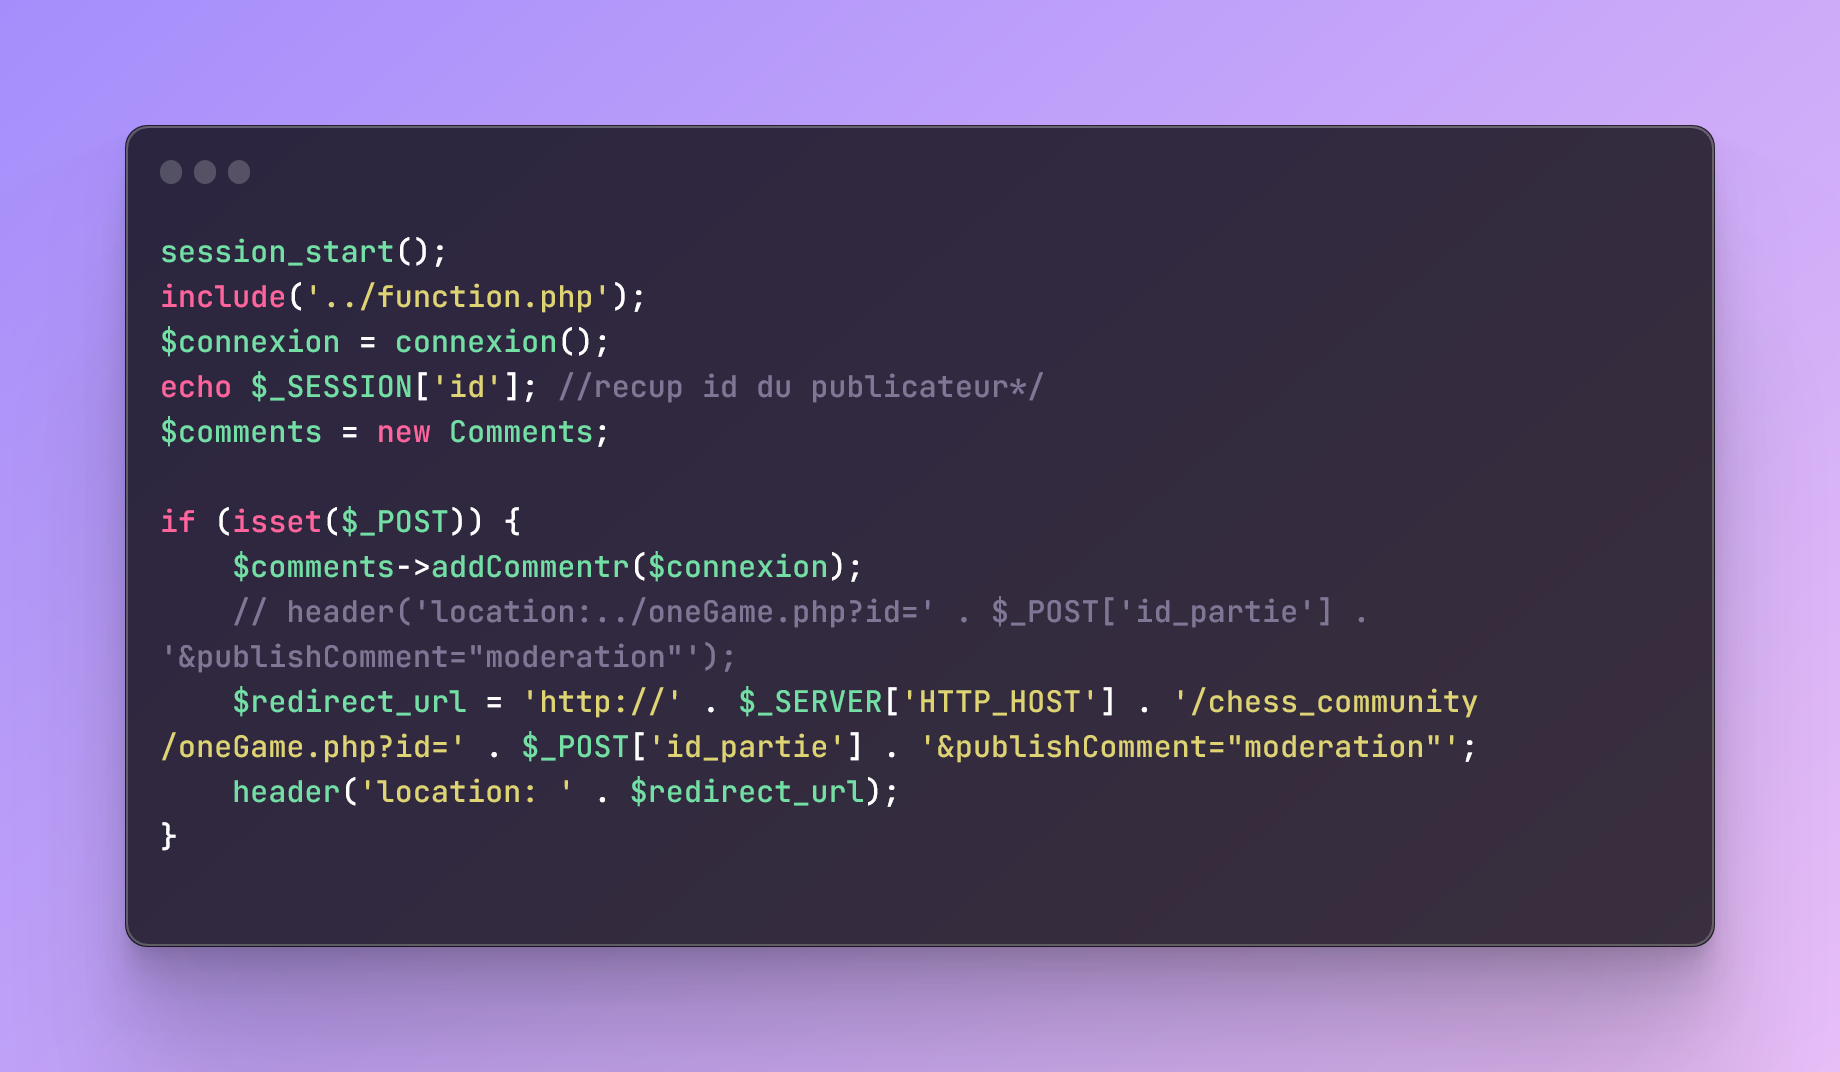 session_start();
include('../function.php');
$connexion = connexion();
echo $_SESSION['id']; //recup id du publicateur*/
$comments = new Comments;

if (isset($_POST)) {
    $comments->addCommentr($connexion);
    // header('location:../oneGame.php?id=' . $_POST['id_partie'] .
'&publishComment="moderation"');
    $redirect_url = 'http://' . $_SERVER['HTTP_HOST'] . '/chess_community
/oneGame.php?id=' . $_POST['id_partie'] . '&publishComment="moderation"';
    header('location: ' . $redirect_url);
}